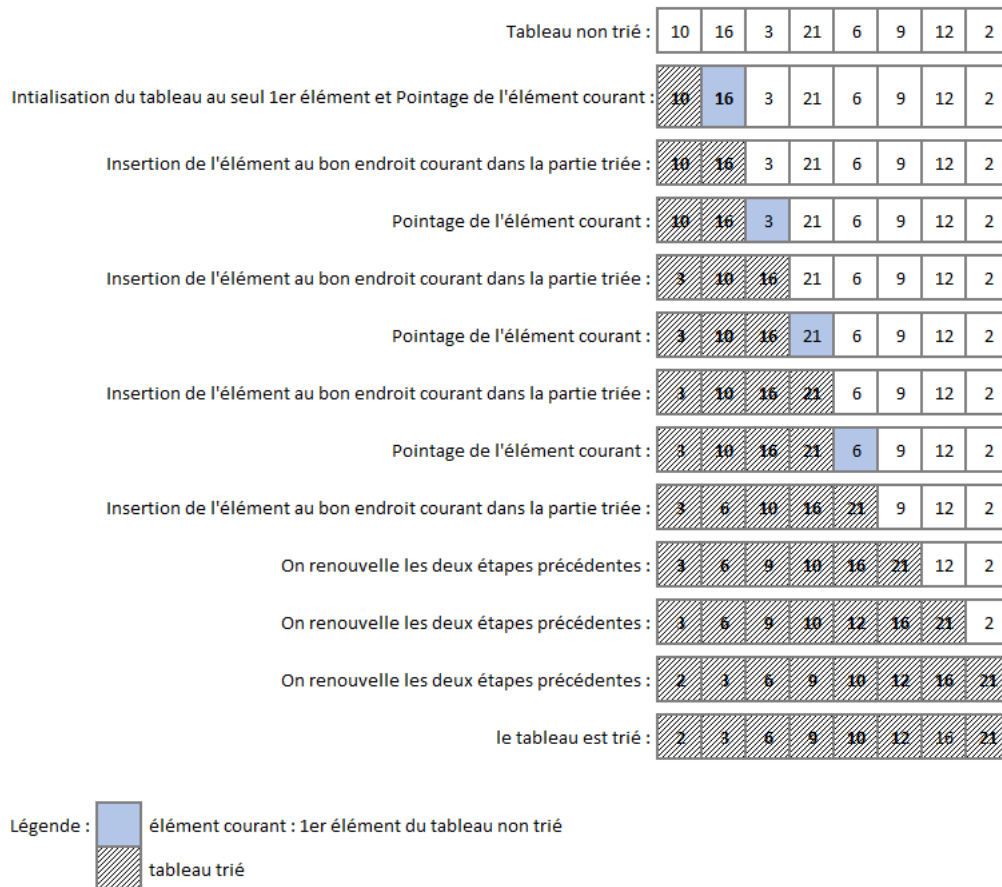 Tableau non trié : 10 16 3 21 6 9 12 2
Intialisation du tableau au seul 1er élément et Pointage de l'élément courant : 10 16 3 21 6 9 12 2
Insertion de l'élément au bon endroit courant dans la partie triée : 10 16 3 21 6 9 12 2
Pointage de l'élément courant : 10 16 3 21 6 9 12 2
Insertion de l'élément au bon endroit courant dans la partie triée : 3 10 16 21 6 9 12 2
Pointage de l'élément courant : 3 10 16 21 6 9 12 2
Insertion de l'élément au bon endroit courant dans la partie triée : 3 10 16 21 6 9 12 2
Pointage de l'élément courant : 3 10 16 21 6 9 12 2
Insertion de l'élément au bon endroit courant dans la partie triée : 3 6 10 16 21 9 12 2
On renouvelle les deux étapes précédentes : 3 6 9 10 16 21 12 2
On renouvelle les deux étapes précédentes : 3 6 9 10 12 16 21 2
On renouvelle les deux étapes précédentes : 2 3 6 9 10 12 16 21
le tableau est trié : 2 3 6 9 10 12 16 21
Légende : élément courant : 1er élément du tableau non trié
tableau trié